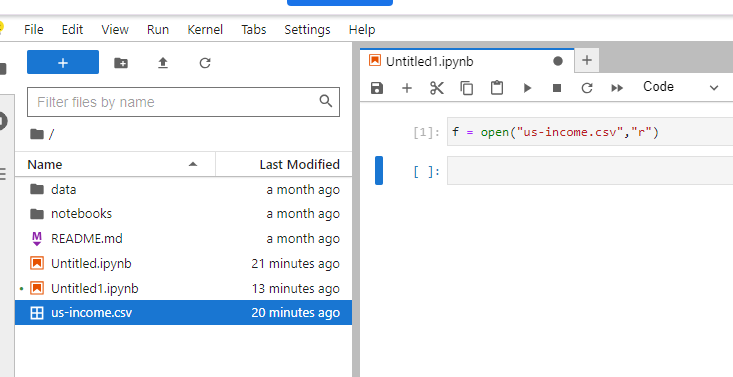 File Edit View Run Kernel Tabs Settings Help
Filter files by name
/
Name Last Modified
data a month ago
notebooks a month ago
README.md a month ago
Untitled.ipynb 21 minutes ago
Untitled1.ipynb 13 minutes ago
us-income.csv 20 minutes ago
Untitled1.ipynb
Code
[1]: f = open("us-income.csv","r")
[ ]: